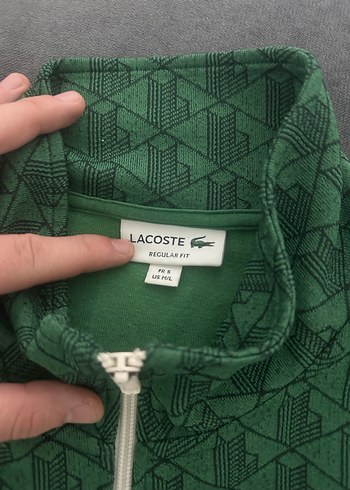 LACOSTE
REGULAR FIT
FR 5
US M/L